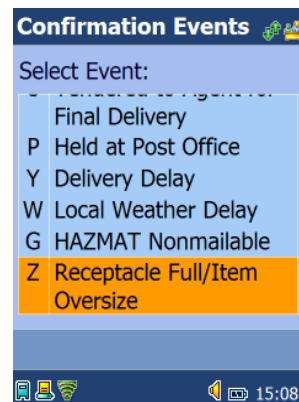 Confirmation Events
Select Event:
Final Delivery
P Held at Post Office
Y Delivery Delay
W Local Weather Delay
G HAZMAT Nonmailable
Z Receptacle Full/Item
Oversize
15:08